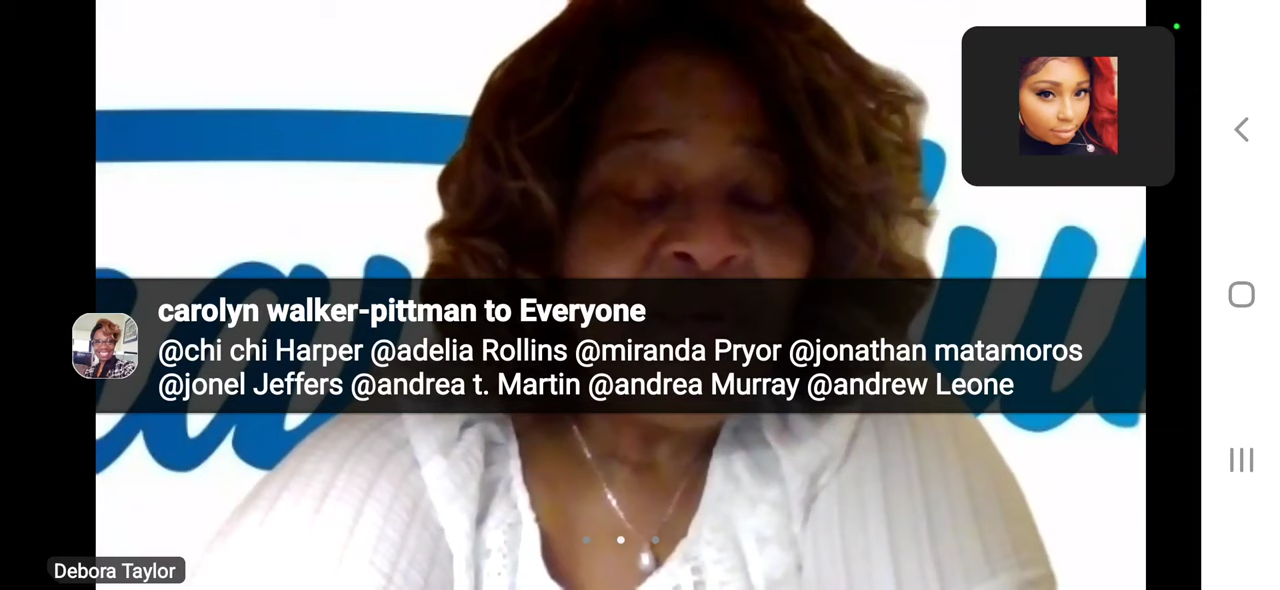 carolyn walker-pittman to Everyone
@chi chi Harper @adelia Rollins @miranda Pryor @jonathan matamoros
@jonel Jeffers @andrea t. Martin @andrea Murray @andrew Leone
Debora Taylor